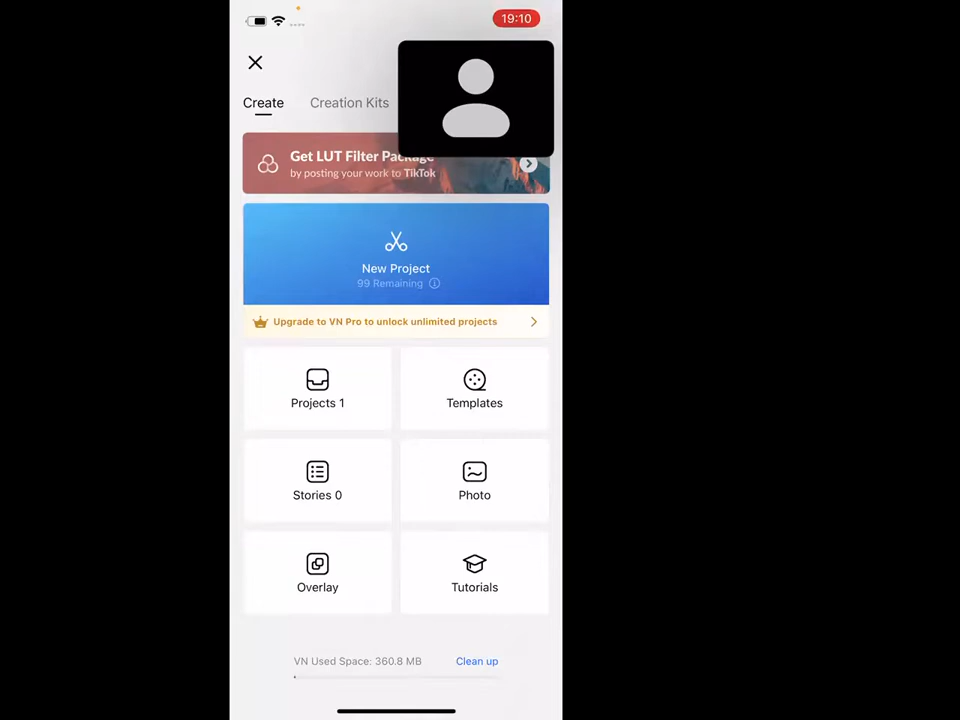 19:10
Create
Creation Kits
Get LUT Filter Package
by posting your work to TikTok
New Project
99 Remaining
Upgrade to VN Pro to unlock unlimited projects
Projects 1
Templates
Stories 0
Photo
Overlay
Tutorials
VN Used Space: 360.8 MB
Clean up